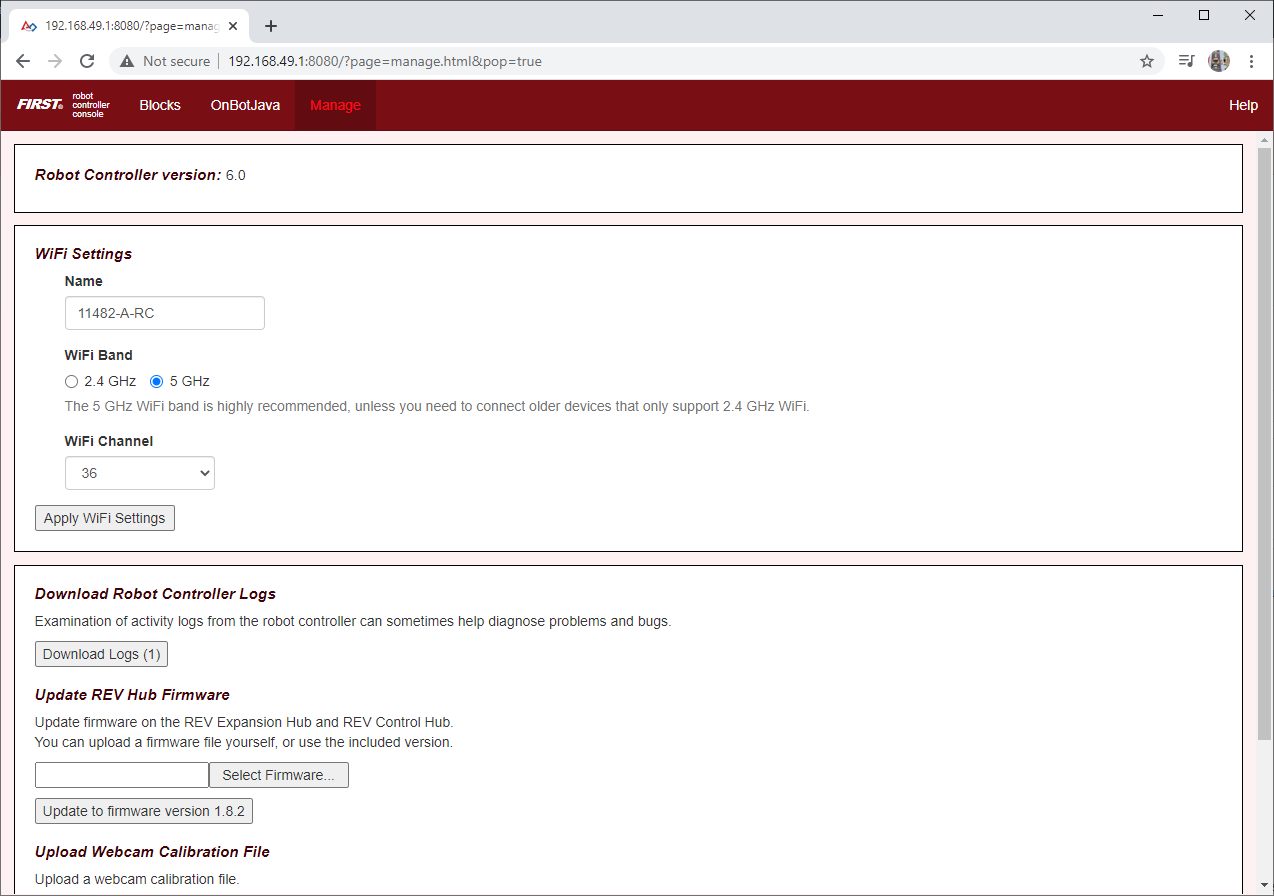 192.168.49.1:8080/?page=manag
Not secure 192.168.49.1:8080/?page=manage.html&pop=true
FIRST® robot controller console Blocks OnBotJava Manage Help
Robot Controller version: 6.0
WiFi Settings
Name
11482-A-RC
WiFi Band
2.4 GHz 5 GHz
The 5 GHz WiFi band is highly recommended, unless you need to connect older devices that only support 2.4 GHz WiFi.
WiFi Channel
36
Apply WiFi Settings
Download Robot Controller Logs
Examination of activity logs from the robot controller can sometimes help diagnose problems and bugs.
Download Logs (1)
Update REV Hub Firmware
Update firmware on the REV Expansion Hub and REV Control Hub.
You can upload a firmware file yourself, or use the included version.
Select Firmware...
Update to firmware version 1.8.2
Upload Webcam Calibration File
Upload a webcam calibration file.